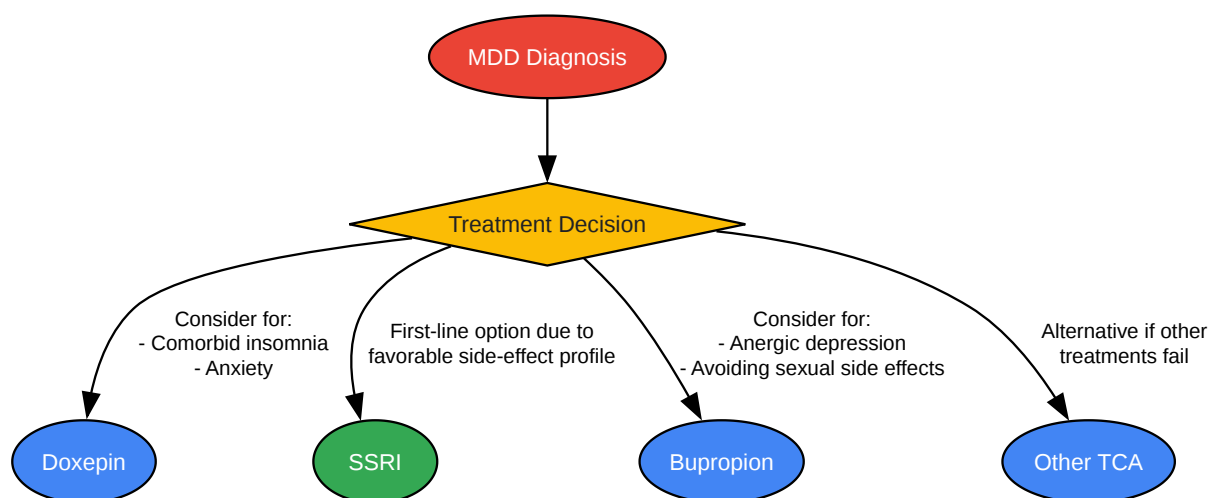 MDD Diagnosis
Treatment Decision
Consider for:
- Comorbid insomnia
- Anxiety
First-line option due to
favorable side-effect profile
Consider for:
- Anergic depression
- Avoiding sexual side effects
Alternative if other
treatments fail
Doxepin
SSRI
Bupropion
Other TCA